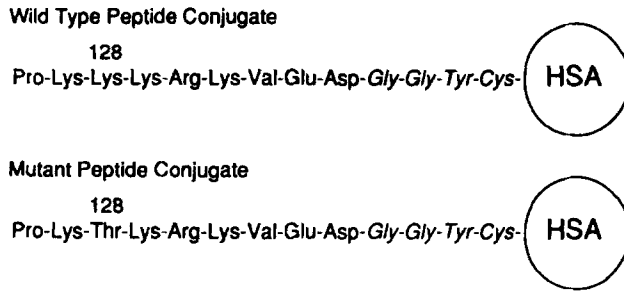 Wild Type Peptide Conjugate
128
Pro-Lys-Lys-Lys-Arg-Lys-Val-Glu-Asp-Gly-Gly-Tyr-Cys- HSA
Mutant Peptide Conjugate
128
Pro-Lys-Thr-Lys-Arg-Lys-Val-Glu-Asp-Gly-Gly-Tyr-Cys- HSA